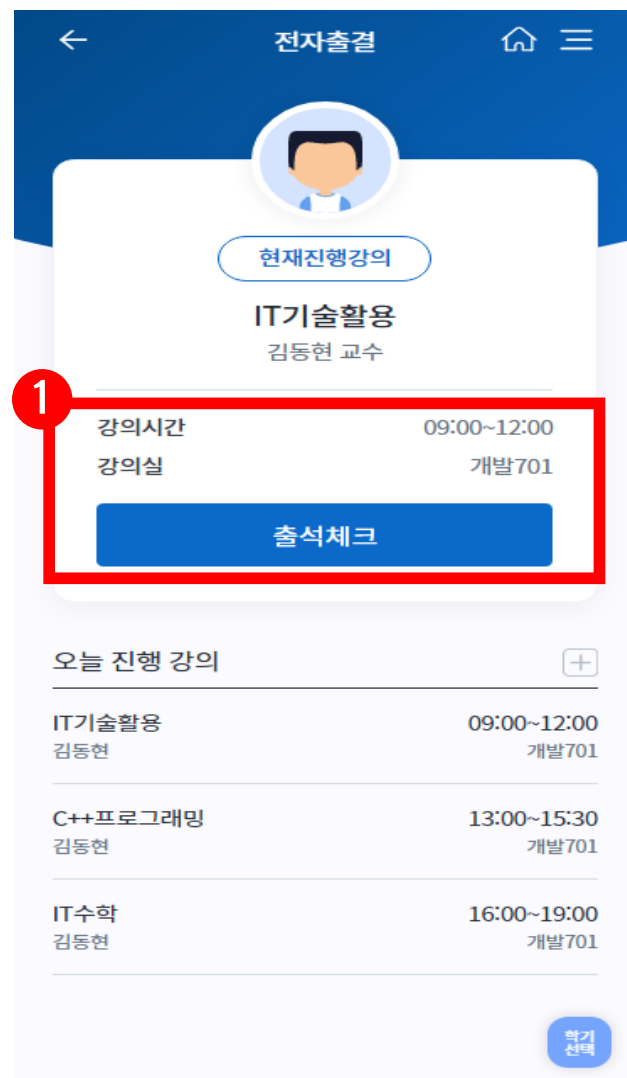 전자출결
현재진행강의
IT기술활용
김동현 교수
1
강의시간 09:00~12:00
강의실 개발701
출석체크
오늘 진행 강의
IT기술활용 09:00~12:00
김동현 개발701
C++프로그래밍 13:00~15:30
김동현 개발701
IT수학 16:00~19:00
김동현 개발701
학기
선택